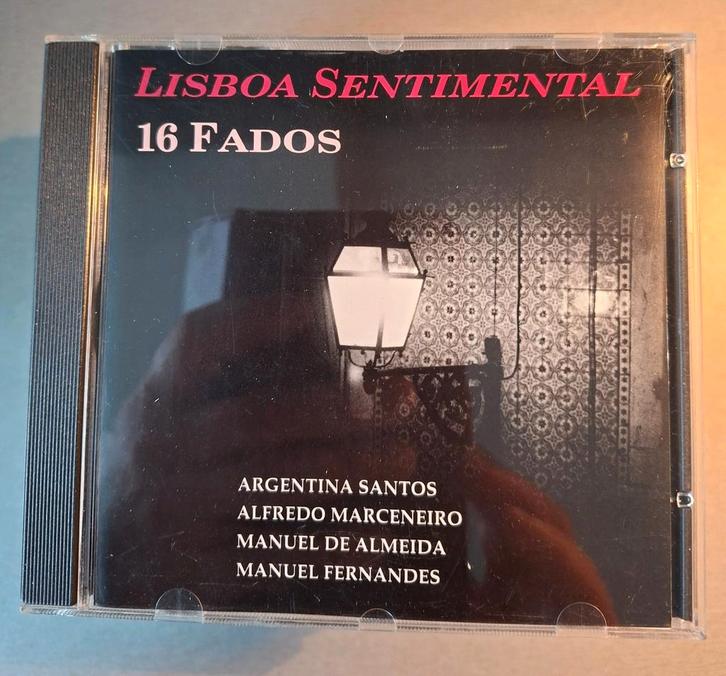 LISBOA SENTIMENTAL
16 FADOS
ARGENTINA SANTOS
ALFREDO MARCENEIRO
MANUEL DE ALMEIDA
MANUEL FERNANDES